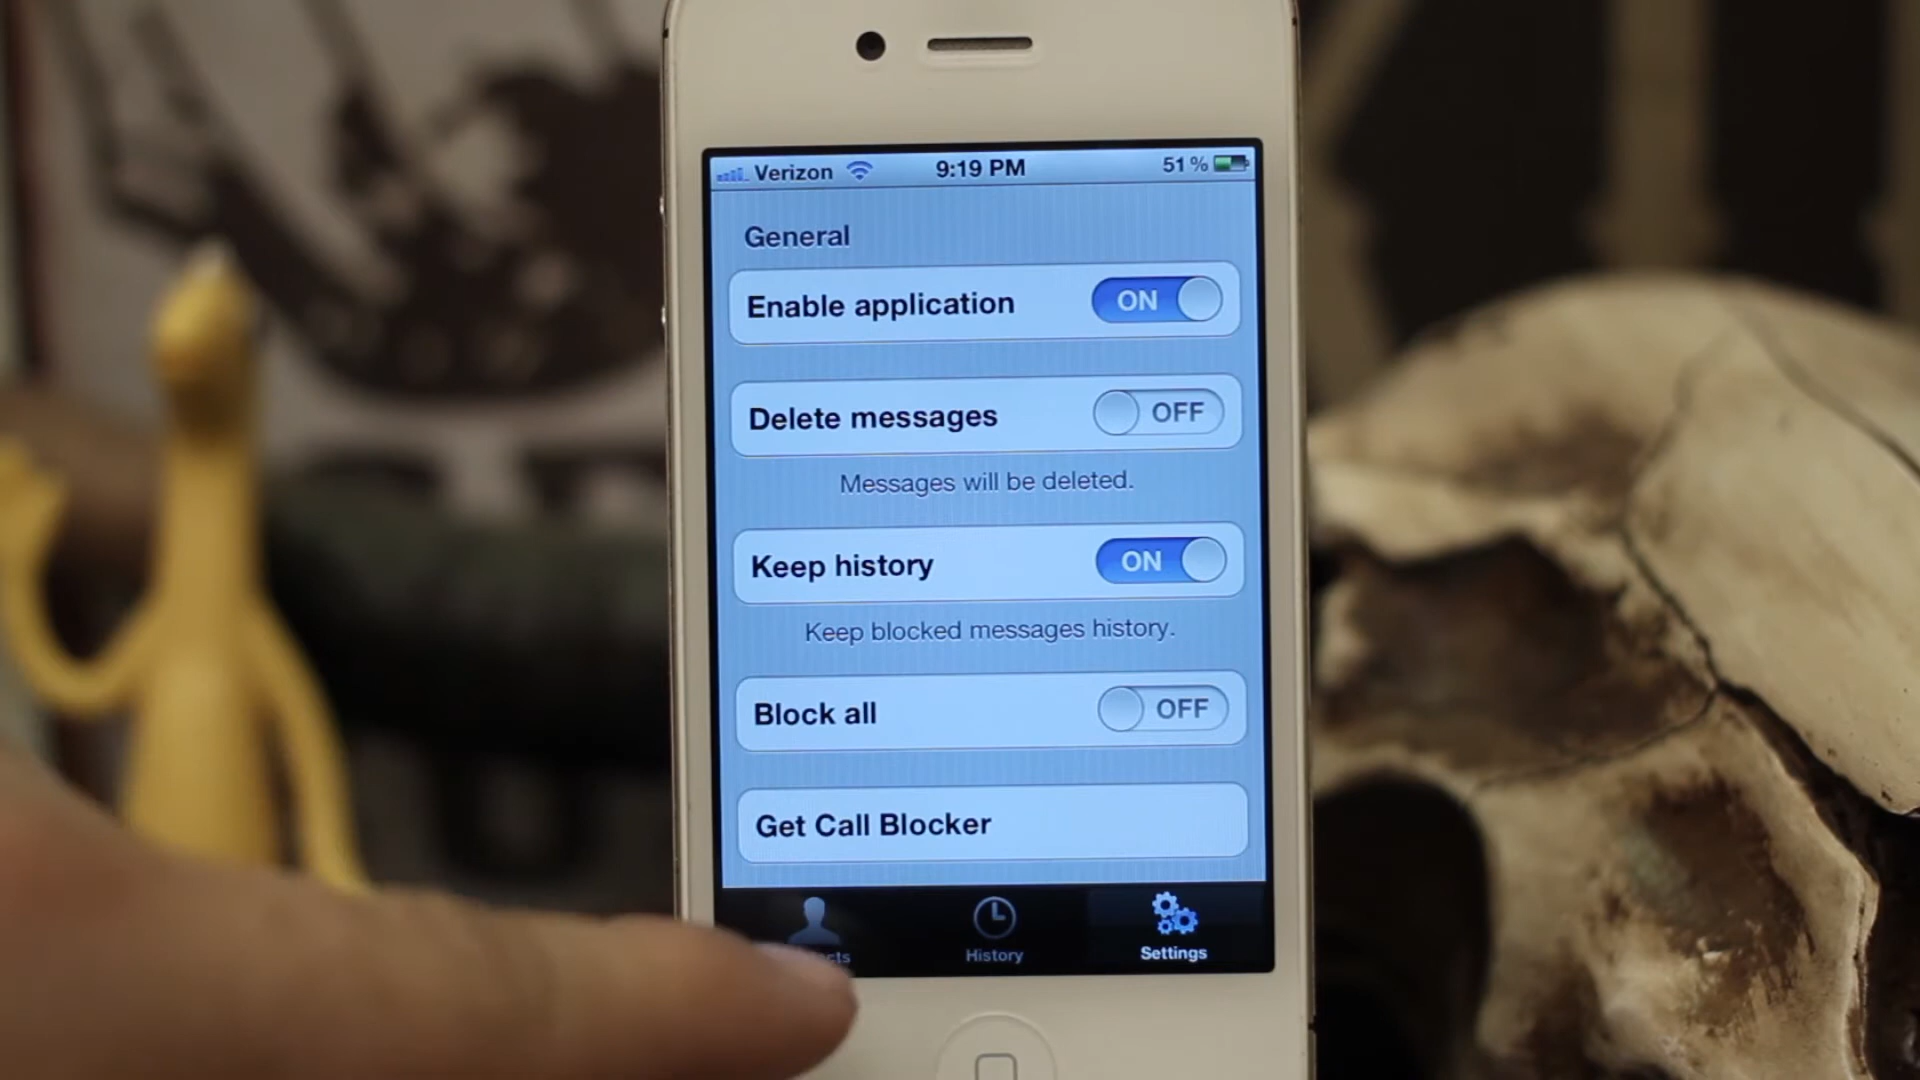 Verizon 9:19 PM 51%
General
Enable application ON
Delete messages OFF
Messages will be deleted.
Keep history ON
Keep blocked messages history.
Block all OFF
Get Call Blocker
History Settings